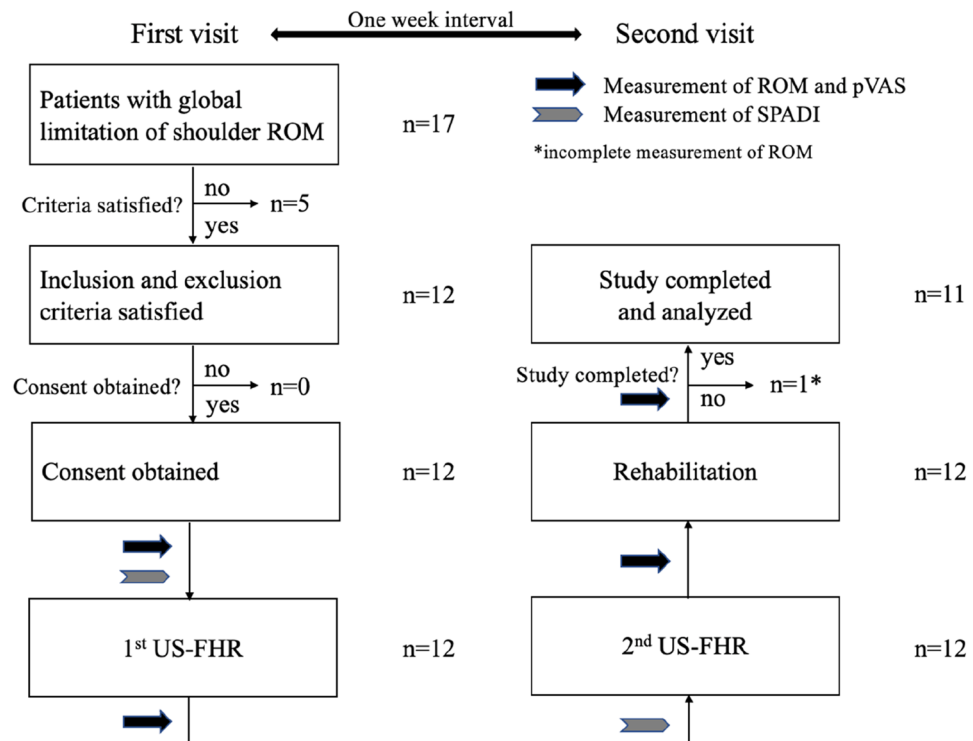 One week interval
First visit
Second visit
Measurement of ROM and pVAS
Measurement of SPADI
*incomplete measurement of ROM
Patients with global
limitation of shoulder ROM
n=17
Criteria satisfied?
no
n=5
yes
Inclusion and exclusion
criteria satisfied
n=12
Consent obtained?
no
n=0
yes
Consent obtained
n=12
1st US-FHR
n=12
Study completed
and analyzed
n=11
Study completed?
yes
n=1*
no
Rehabilitation
n=12
2nd US-FHR
n=12